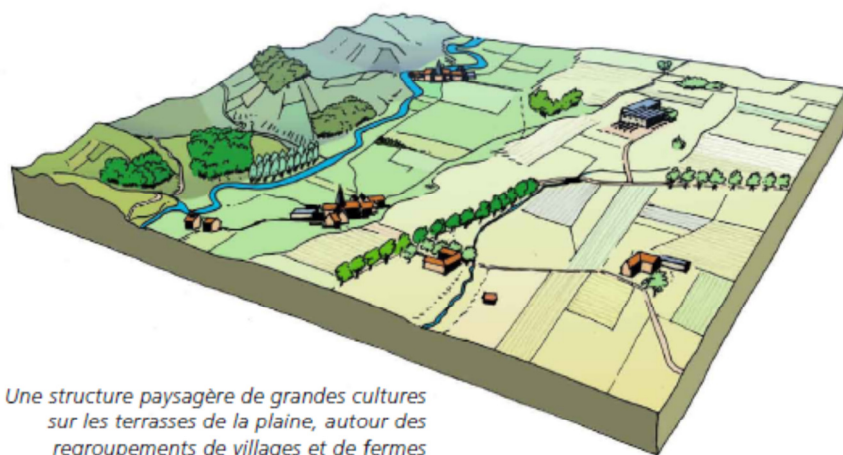 Une structure paysagère de grandes cultures
sur les terrasses de la plaine, autour des
regroupements de villages et de fermes